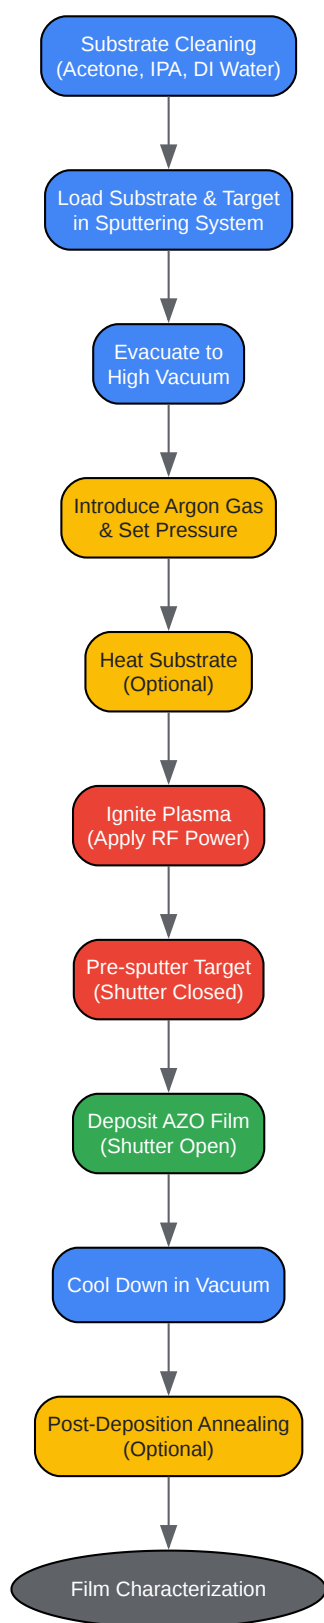 Substrate Cleaning
(Acetone, IPA, DI Water)
Load Substrate & Target
in Sputtering System
Evacuate to
High Vacuum
Introduce Argon Gas
& Set Pressure
Heat Substrate
(Optional)
Ignite Plasma
(Apply RF Power)
Pre-sputter Target
(Shutter Closed)
Deposit AZO Film
(Shutter Open)
Cool Down in Vacuum
Post-Deposition Annealing
(Optional)
Film Characterization